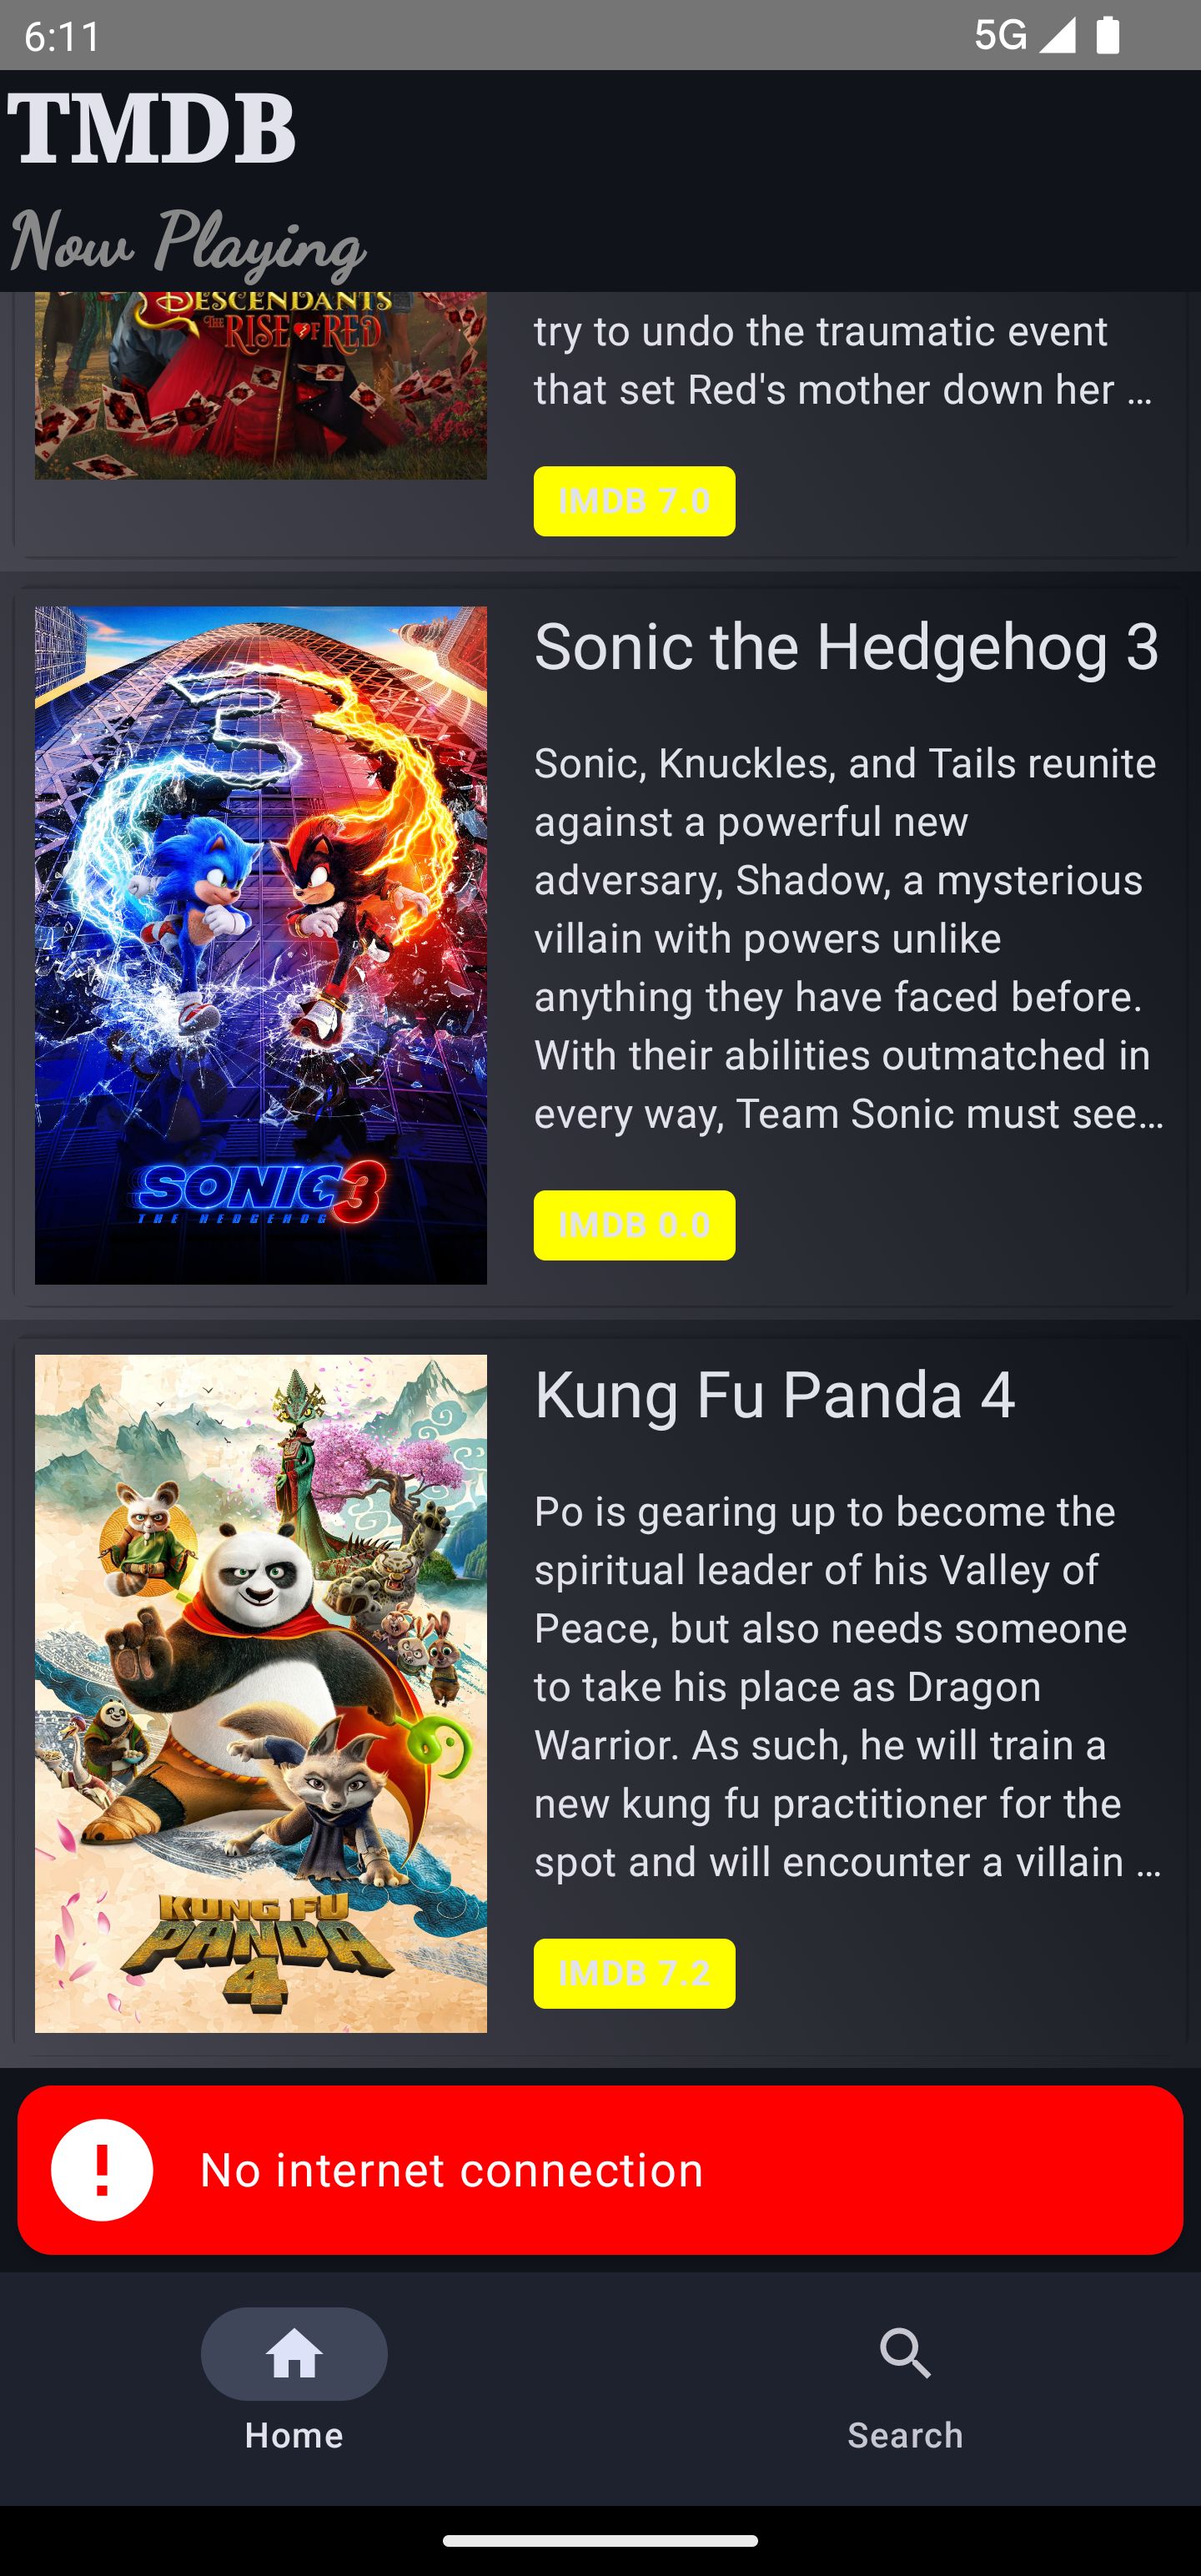 6:11
5G
TMDB
Now Playing
DESCENDANTS
THE RISE OF RED
try to undo the traumatic event
that set Red's mother down her ...
IMDB 7.0
Sonic the Hedgehog 3
Sonic, Knuckles, and Tails reunite
against a powerful new
adversary, Shadow, a mysterious
villain with powers unlike
anything they have faced before.
With their abilities outmatched in
every way, Team Sonic must see...
SONIC 3
THE HEDGEHOG
IMDB 0.0
Kung Fu Panda 4
Po is gearing up to become the
spiritual leader of his Valley of
Peace, but also needs someone
to take his place as Dragon
Warrior. As such, he will train a
new kung fu practitioner for the
spot and will encounter a villain ...
KUNG FU
PANDA
4
IMDB 7.2
No internet connection
Home
Search